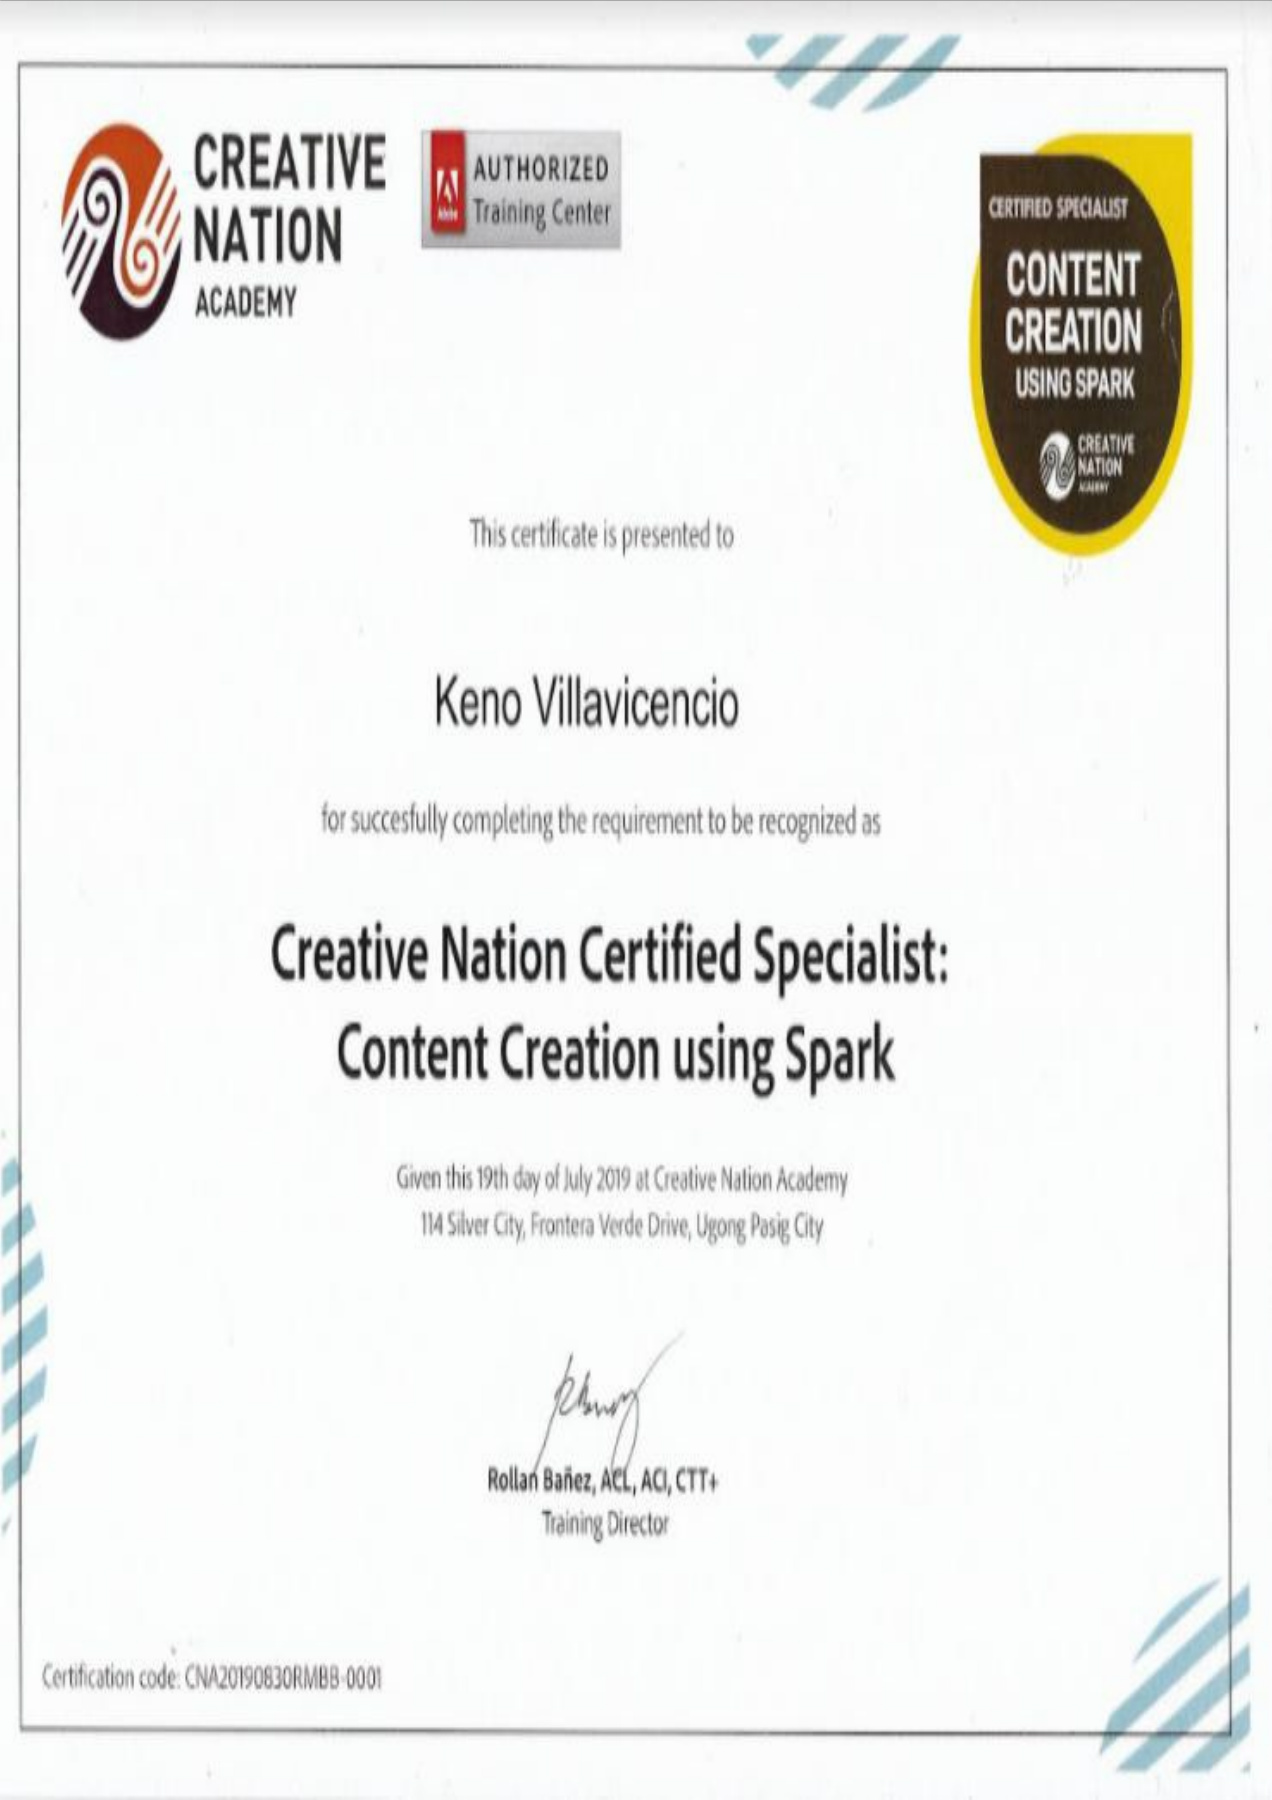 CREATIVE
NATION
ACADEMY
Adobe
AUTHORIZED
Training Center
CERTIFIED SPECIALIST
CONTENT
CREATION
USING SPARK
CREATIVE
NATION
ACADEMY
This certificate is presented to
Keno Villavicencio
for succesfully completing the requirement to be recognized as
Creative Nation Certified Specialist:
Content Creation using Spark
Given this 19th day of July 2019 at Creative Nation Academy
114 Silver City, Frontera Verde Drive, Ugong Pasig City
Rollan Bañez, ACL, ACI, CTT+
Training Director
Certification code: CNA20190830RMBB-0001